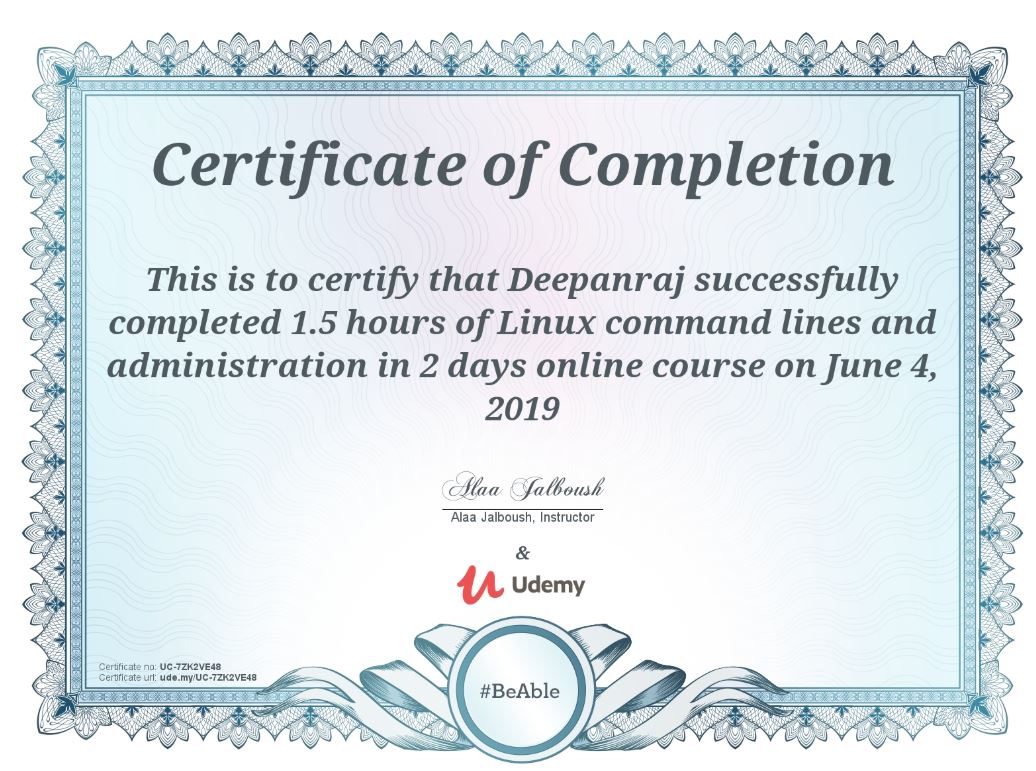 Certificate of Completion
This is to certify that Deepanraj successfully
completed 1.5 hours of Linux command lines and
administration in 2 days online course on June 4,
2019
Alaa Jalboush
Alaa Jalboush, Instructor
&
Udemy
Certificate no: UC-7ZK2VE48
Certificate url: ude.my/UC-7ZK2VE48
#BeAble